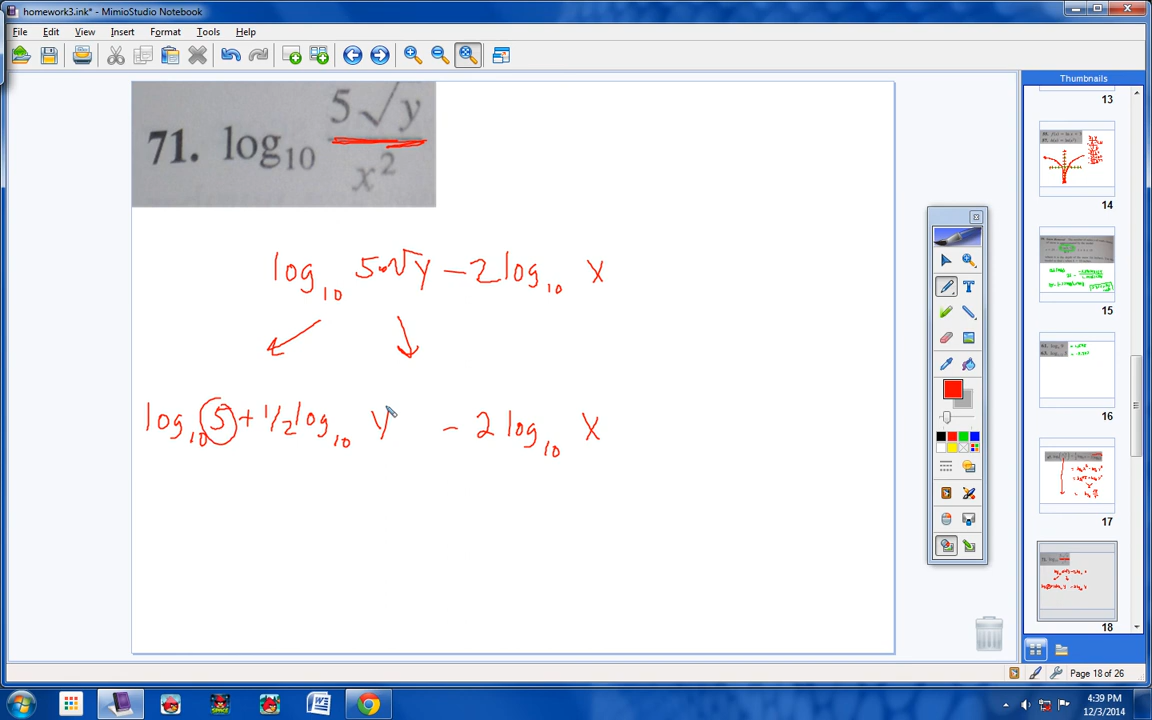 homework3.ink* - MimioStudio Notebook
File Edit View Insert Format Tools Help
Thumbnails
71. log₁₀ 5√y / x²
log₁₀ 5·√y − 2 log₁₀ x
log₁₀ 5 + 1/2 log₁₀ y − 2 log₁₀ x
T
13
14
15
16
17
18
Page 18 of 26
W
4:39 PM
12/3/2014